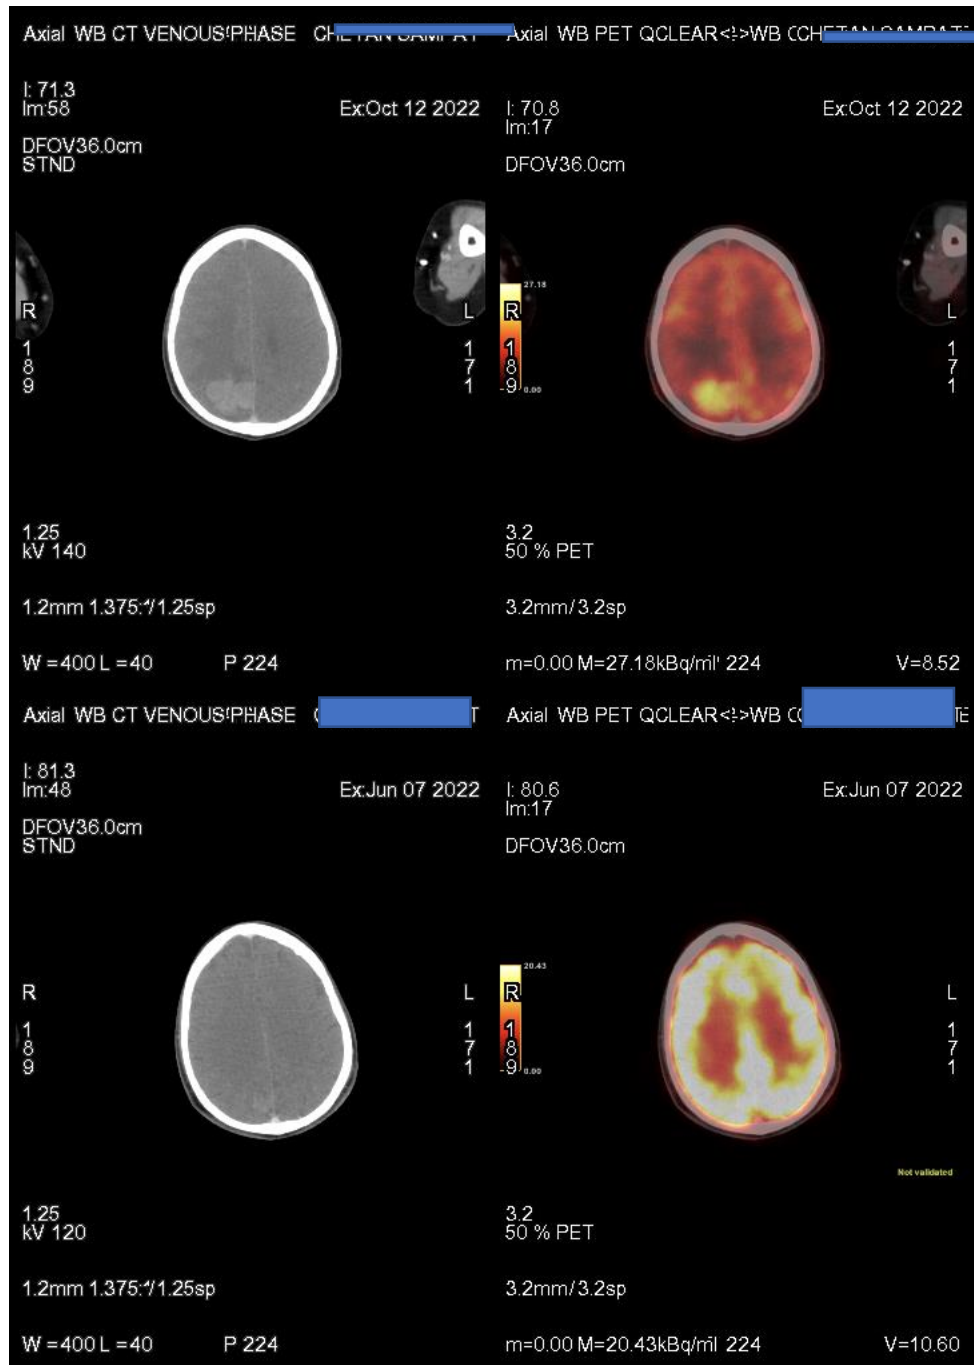 Axial WB CT VENOUS PHASE
I: 71.3
Im:58
Ex:Oct 12 2022
DFOV36.0cm
STND
R
L
1
8
9
1
7
1
1.25
kV 140
1.2mm 1.375:1/1.25sp
W =400 L =40
P 224
Axial WB PET QCLEAR<->WB
I: 70.8
Im:17
Ex:Oct 12 2022
DFOV36.0cm
27.18
R
L
1
8
9
0.00
1
7
1
3.2
50 % PET
3.2mm/3.2sp
m=0.00 M=27.18kBq/ml 224
V=8.52
Axial WB CT VENOUS PHASE
T
I: 81.3
Im:48
Ex:Jun 07 2022
DFOV36.0cm
STND
R
L
1
8
9
1
7
1
1.25
kV 120
1.2mm 1.375:1/1.25sp
W =400 L =40
P 224
Axial WB PET QCLEAR<->WB
TE
I: 80.6
Im:17
Ex:Jun 07 2022
DFOV36.0cm
20.43
R
L
1
8
9
0.00
1
7
1
Not validated
3.2
50 % PET
3.2mm/3.2sp
m=0.00 M=20.43kBq/ml 224
V=10.60